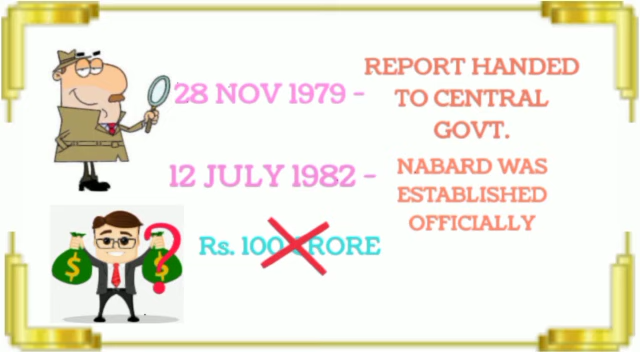 28 NOV 1979 -
REPORT HANDED
TO CENTRAL
GOVT.
12 JULY 1982 -
NABARD WAS
ESTABLISHED
OFFICIALLY
$ $ ?
Rs. 100 CRORE